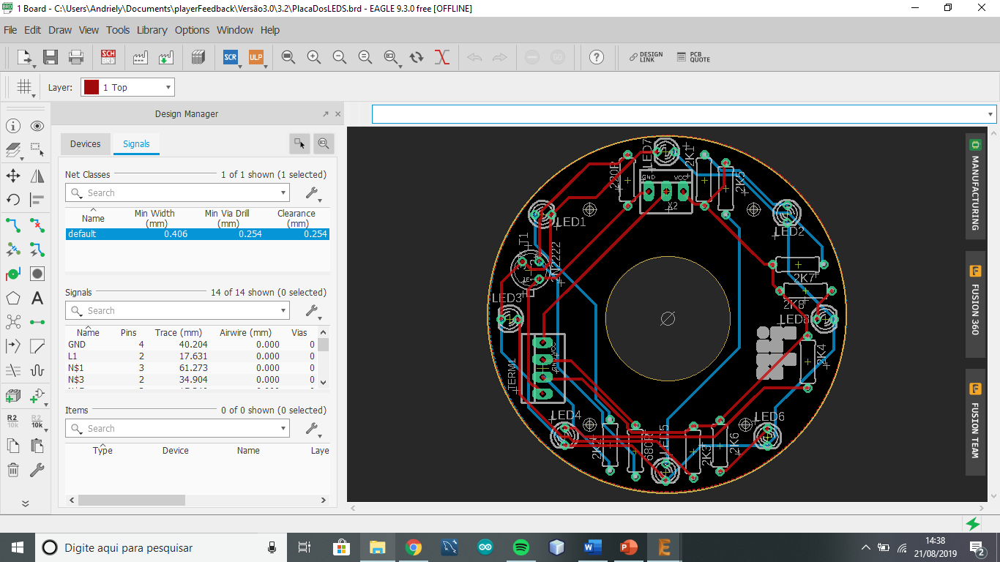 1 Board - C:\Users\Andriely\Documents\playerFeedback\Versão3.0\3.2\PlacaDosLEDS.brd - EAGLE 9.3.0 free [OFFLINE]
File Edit Draw View Tools Library Options Window Help
SCH
BRD
SCR
ULP
DESIGN
LINK
PCB
QUOTE
Layer: 1 Top
Design Manager
Devices Signals
Net Classes 1 of 1 shown (1 selected)
Search
Name Min Width (mm) Min Via Drill (mm) Clearance (mm)
default 0.406 0.254 0.254
Signals 14 of 14 shown (0 selected)
Search
Name Pins Trace (mm) Airwire (mm) Vias
GND 4 40.204 0.000 0
L1 2 17.631 0.000 0
N$1 3 61.273 0.000 0
N$3 2 34.904 0.000 0
Items 0 of 0 shown (0 selected)
Search
Type Device Name Laye
R2
10k
R2
10k
LED7
2K1
220R
GND VCC
X2
2K5
LED1
LED2
T1
2N2222
2K7
2K8
LED3
LED8
TERM1
VCC
GND
2K4
LED4
LED5
LED6
680R
2K3
2K6
MANUFACTURING
FUSION 360
FUSION TEAM
Digite aqui para pesquisar
14:38
21/08/2019
2